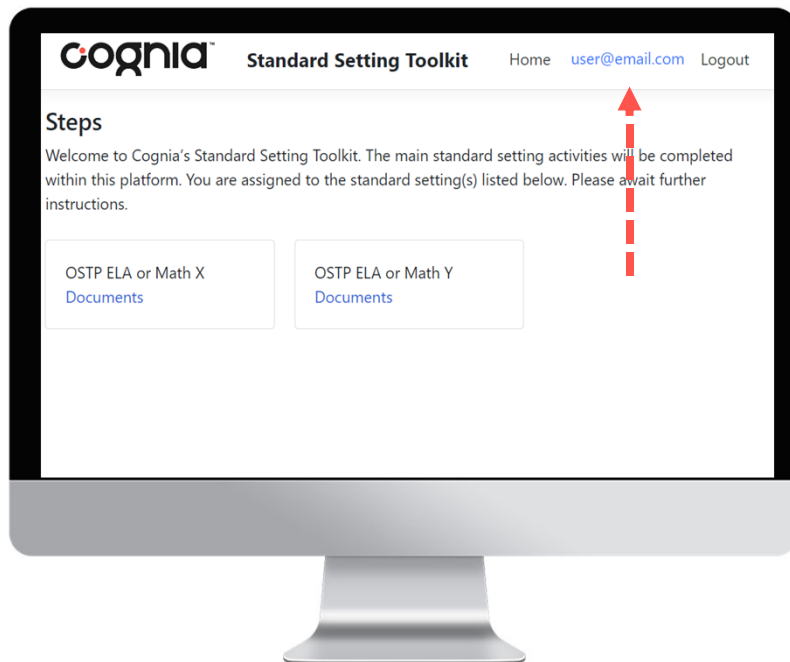 cognia™ Standard Setting Toolkit Home user@email.com Logout
Steps
Welcome to Cognia's Standard Setting Toolkit. The main standard setting activities will be completed
within this platform. You are assigned to the standard setting(s) listed below. Please await further
instructions.
OSTP ELA or Math X
Documents
OSTP ELA or Math Y
Documents